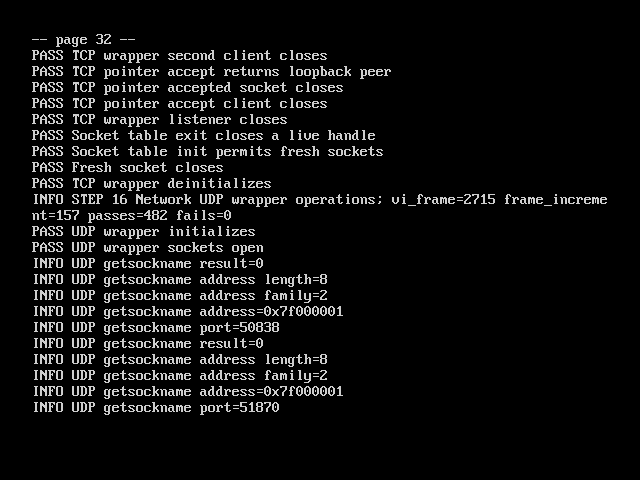 -- page 32 --
PASS TCP wrapper second client closes
PASS TCP pointer accept returns loopback peer
PASS TCP pointer accepted socket closes
PASS TCP pointer accept client closes
PASS TCP wrapper listener closes
PASS Socket table exit closes a live handle
PASS Socket table init permits fresh sockets
PASS Fresh socket closes
PASS TCP wrapper deinitializes
INFO STEP 16 Network UDP wrapper operations; vi_frame=2715 frame_increme
nt=157 passes=482 fails=0
PASS UDP wrapper initializes
PASS UDP wrapper sockets open
INFO UDP getsockname result=0
INFO UDP getsockname address length=8
INFO UDP getsockname address family=2
INFO UDP getsockname address=0x7f000001
INFO UDP getsockname port=50838
INFO UDP getsockname result=0
INFO UDP getsockname address length=8
INFO UDP getsockname address family=2
INFO UDP getsockname address=0x7f000001
INFO UDP getsockname port=51870